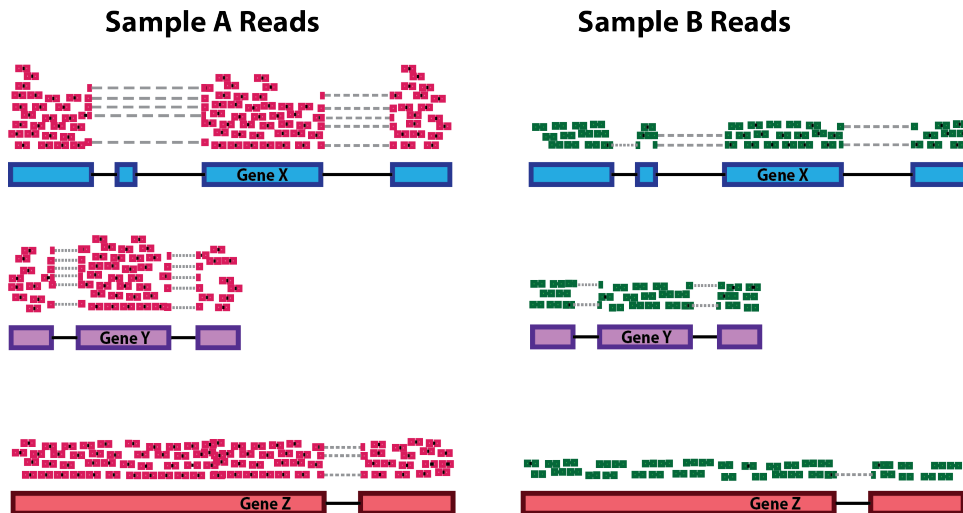 Sample A Reads
Sample B Reads
Gene X
Gene X
Gene Y
Gene Y
Gene Z
Gene Z